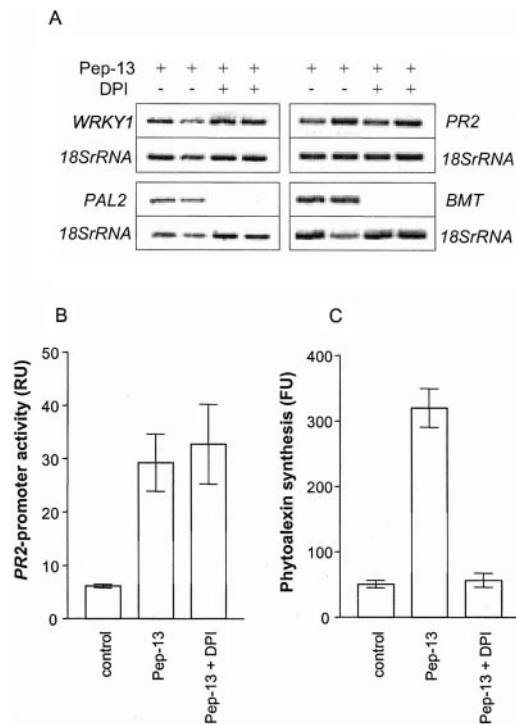 A
Pep-13 + + + + + + + +
DPI - - + + - - + +
WRKY1 PR2
18SrRNA 18SrRNA
PAL2 BMT
18SrRNA 18SrRNA
B
PR2-promoter activity (RU)
50
40
30
20
10
0
control
Pep-13
Pep-13 + DPI
C
Phytoalexin synthesis (FU)
400
300
200
100
0
control
Pep-13
Pep-13 + DPI